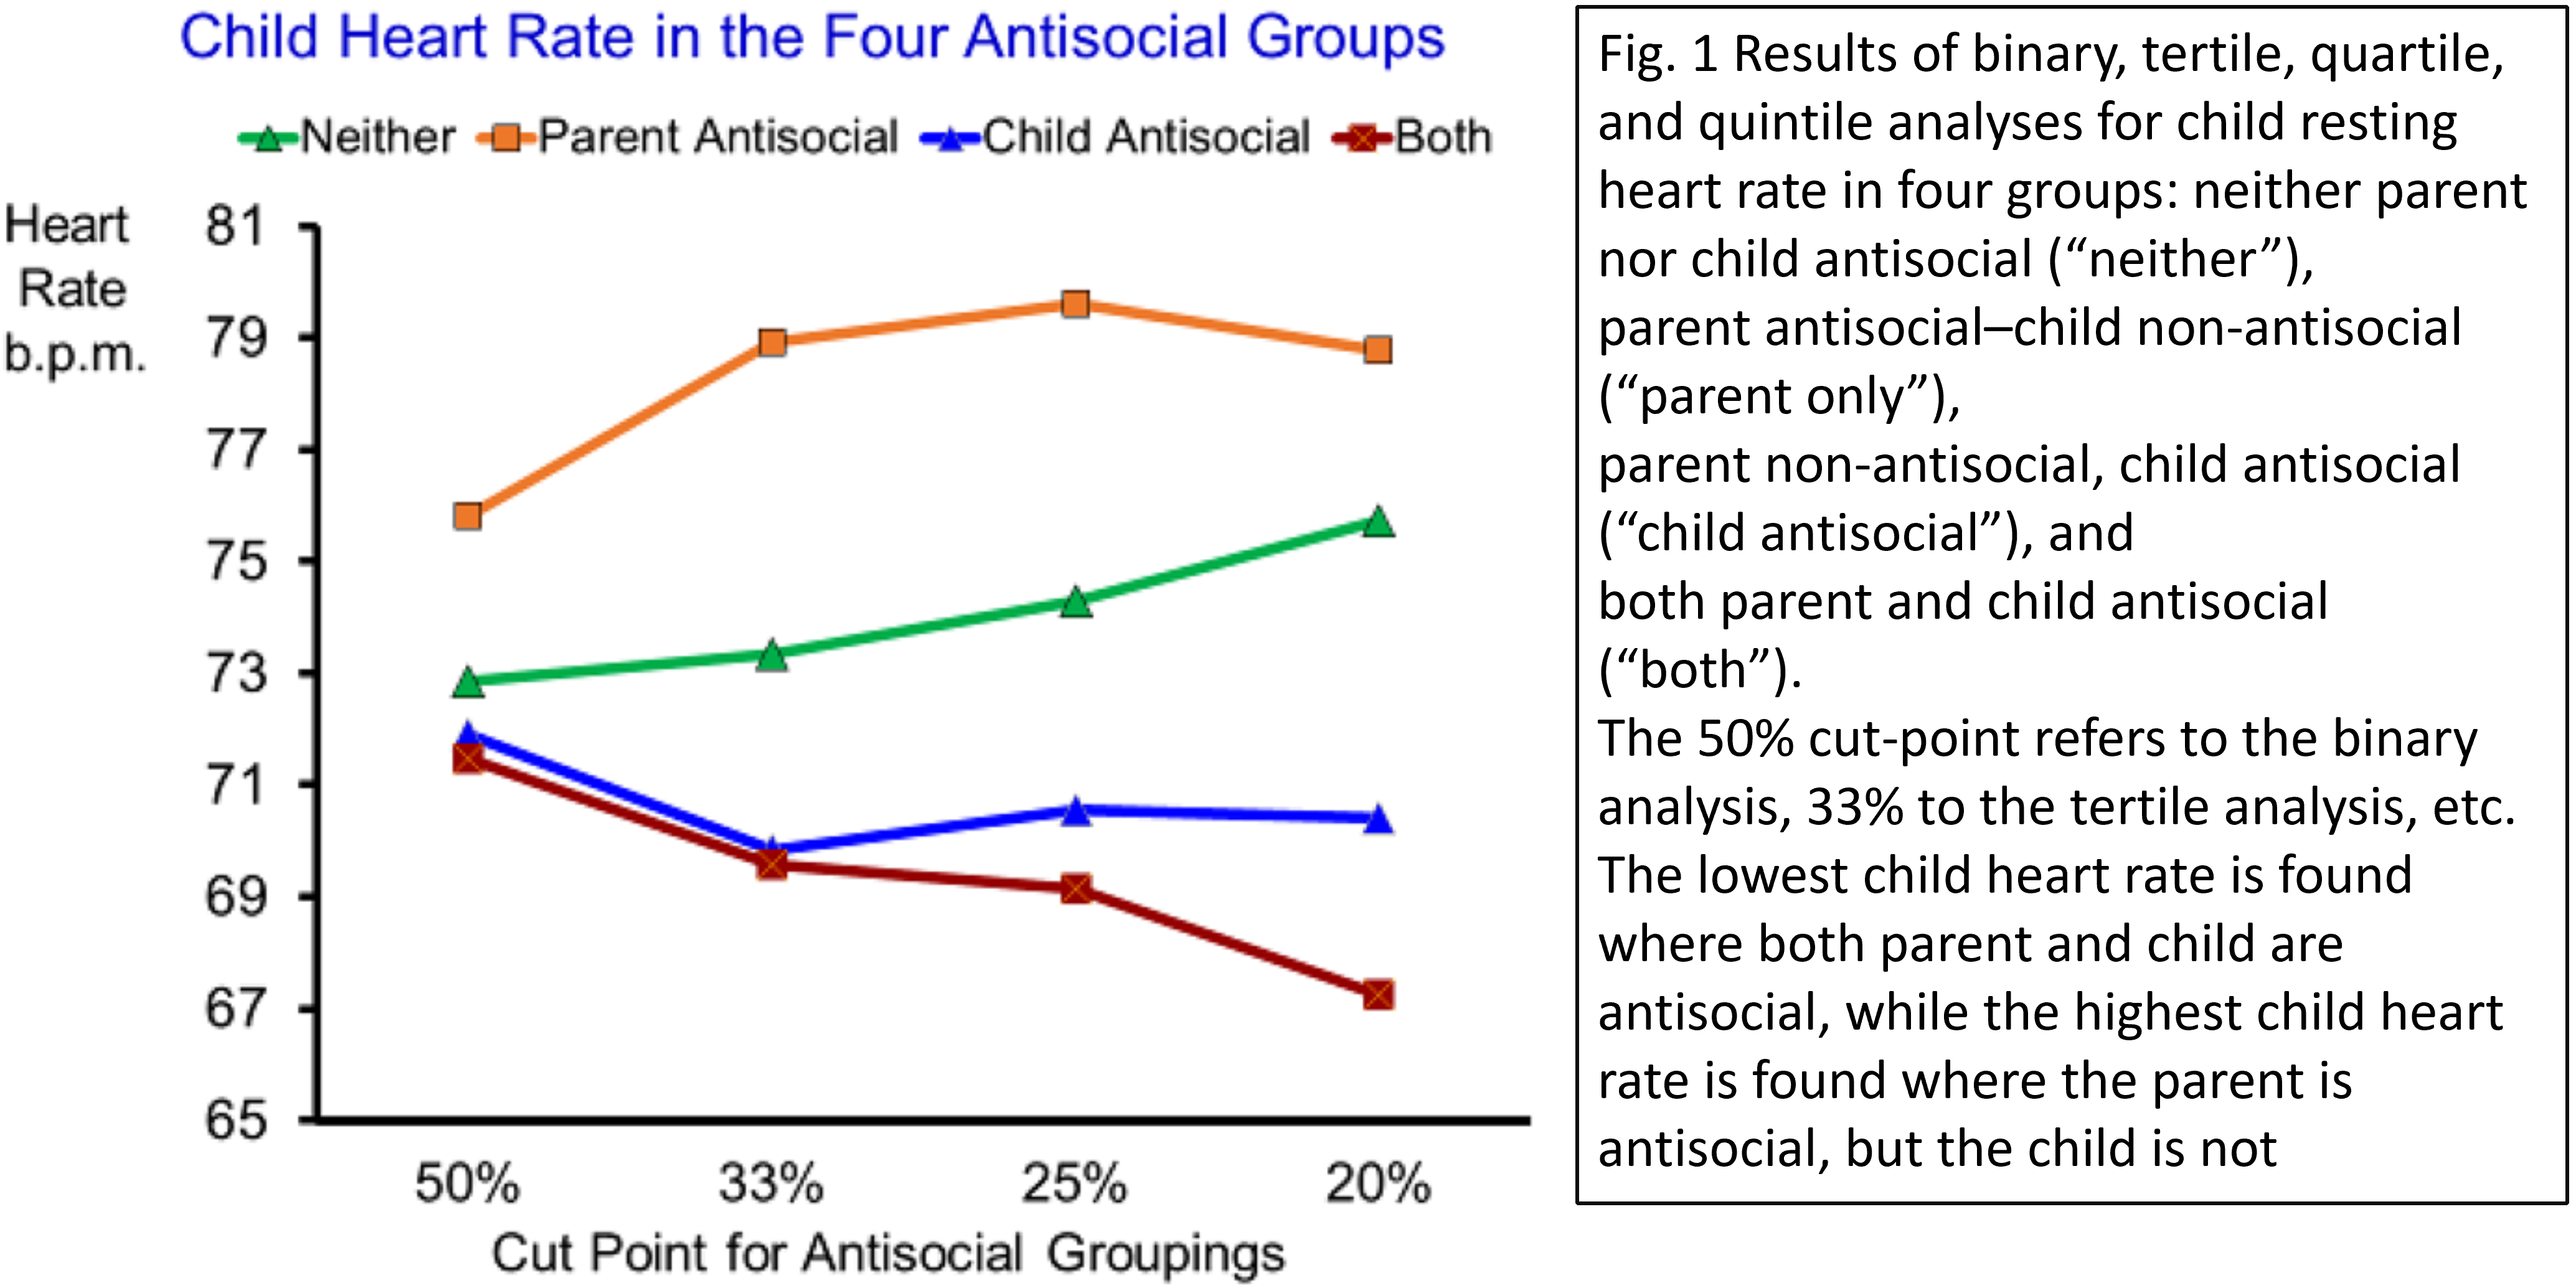 Child Heart Rate in the Four Antisocial Groups
Neither Parent Antisocial Child Antisocial Both
Heart
Rate
b.p.m.
81
79
77
75
73
71
69
67
65
50% 33% 25% 20%
Cut Point for Antisocial Groupings
Fig. 1 Results of binary, tertile, quartile,
and quintile analyses for child resting
heart rate in four groups: neither parent
nor child antisocial (“neither”),
parent antisocial–child non-antisocial
(“parent only”),
parent non-antisocial, child antisocial
(“child antisocial”), and
both parent and child antisocial
(“both”).
The 50% cut-point refers to the binary
analysis, 33% to the tertile analysis, etc.
The lowest child heart rate is found
where both parent and child are
antisocial, while the highest child heart
rate is found where the parent is
antisocial, but the child is not